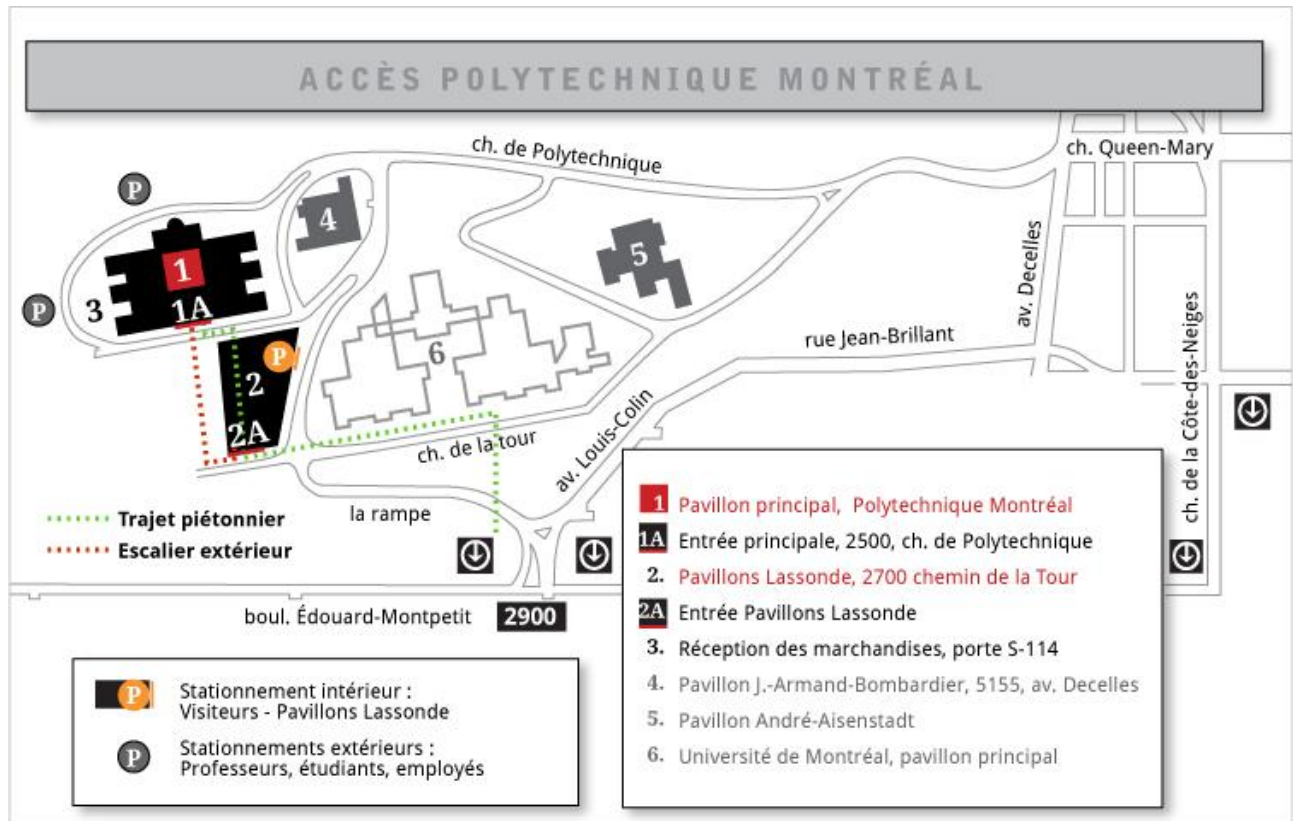 ACCÈS POLYTECHNIQUE MONTRÉAL
ch. de Polytechnique
ch. Queen-Mary
P
4
1
5
av. Decelles
P
3
1A
ch. de la Côte-des-Neiges
rue Jean-Brillant
P
6
2
2A
ch. de la tour
av. Louis-Colin
la rampe
Trajet piétonnier
Escalier extérieur
boul. Édouard-Montpetit
2900
1 Pavillon principal, Polytechnique Montréal
1A Entrée principale, 2500, ch. de Polytechnique
2. Pavillons Lassonde, 2700 chemin de la Tour
2A Entrée Pavillons Lassonde
3. Réception des marchandises, porte S-114
4. Pavillon J.-Armand-Bombardier, 5155, av. Decelles
5. Pavillon André-Aisenstadt
6. Université de Montréal, pavillon principal
P Stationnement intérieur :
Visiteurs - Pavillons Lassonde
P Stationnements extérieurs :
Professeurs, étudiants, employés